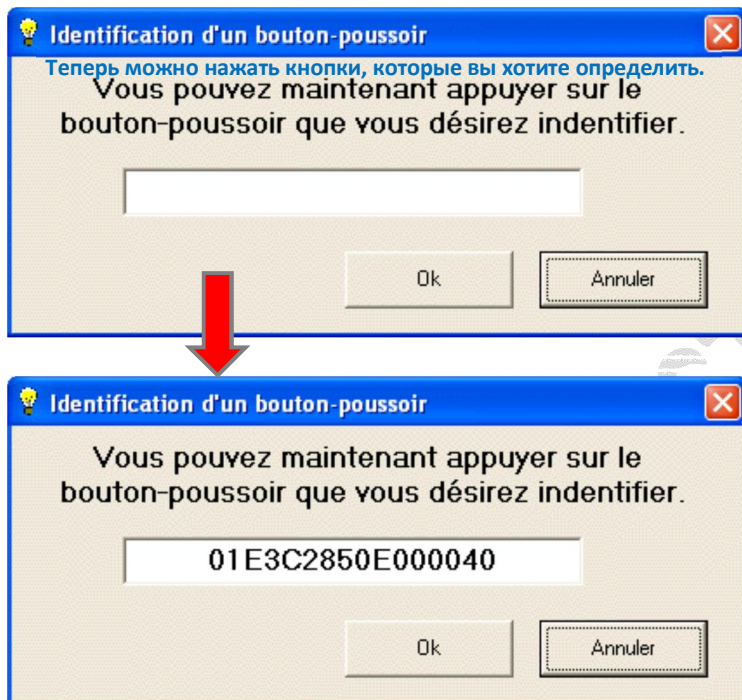 Identification d'un bouton-poussoir
Теперь можно нажать кнопки, которые вы хотите определить.
Vous pouvez maintenant appuyer sur le
bouton-poussoir que vous désirez indentifier.
Ok
Annuler
Identification d'un bouton-poussoir
Vous pouvez maintenant appuyer sur le
bouton-poussoir que vous désirez indentifier.
01E3C2850E000040
Ok
Annuler